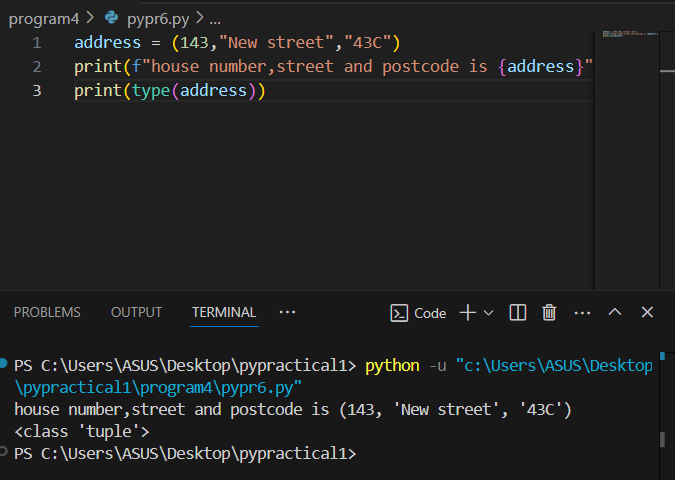 program4 > pypr6.py > ...
1 address = (143,"New street","43C")
2 print(f"house number,street and postcode is {address}"
3 print(type(address))
PROBLEMS OUTPUT TERMINAL ··· Code
PS C:\Users\ASUS\Desktop\pypractical1> python -u "c:\Users\ASUS\Desktop
\pypractical1\program4\pypr6.py"
house number,street and postcode is (143, 'New street', '43C')
<class 'tuple'>
PS C:\Users\ASUS\Desktop\pypractical1>